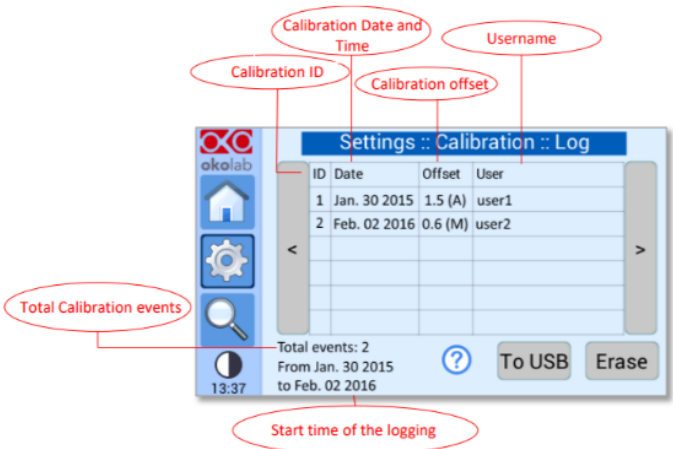 Calibration Date and
Time
Username
Calibration ID
Calibration offset
OKO
okolab
Settings :: Calibration :: Log
ID Date Offset User
1 Jan. 30 2015 1.5 (A) user1
2 Feb. 02 2016 0.6 (M) user2
< >
Total Calibration events
Total events: 2
From Jan. 30 2015
to Feb. 02 2016
? To USB Erase
13:37
Start time of the logging